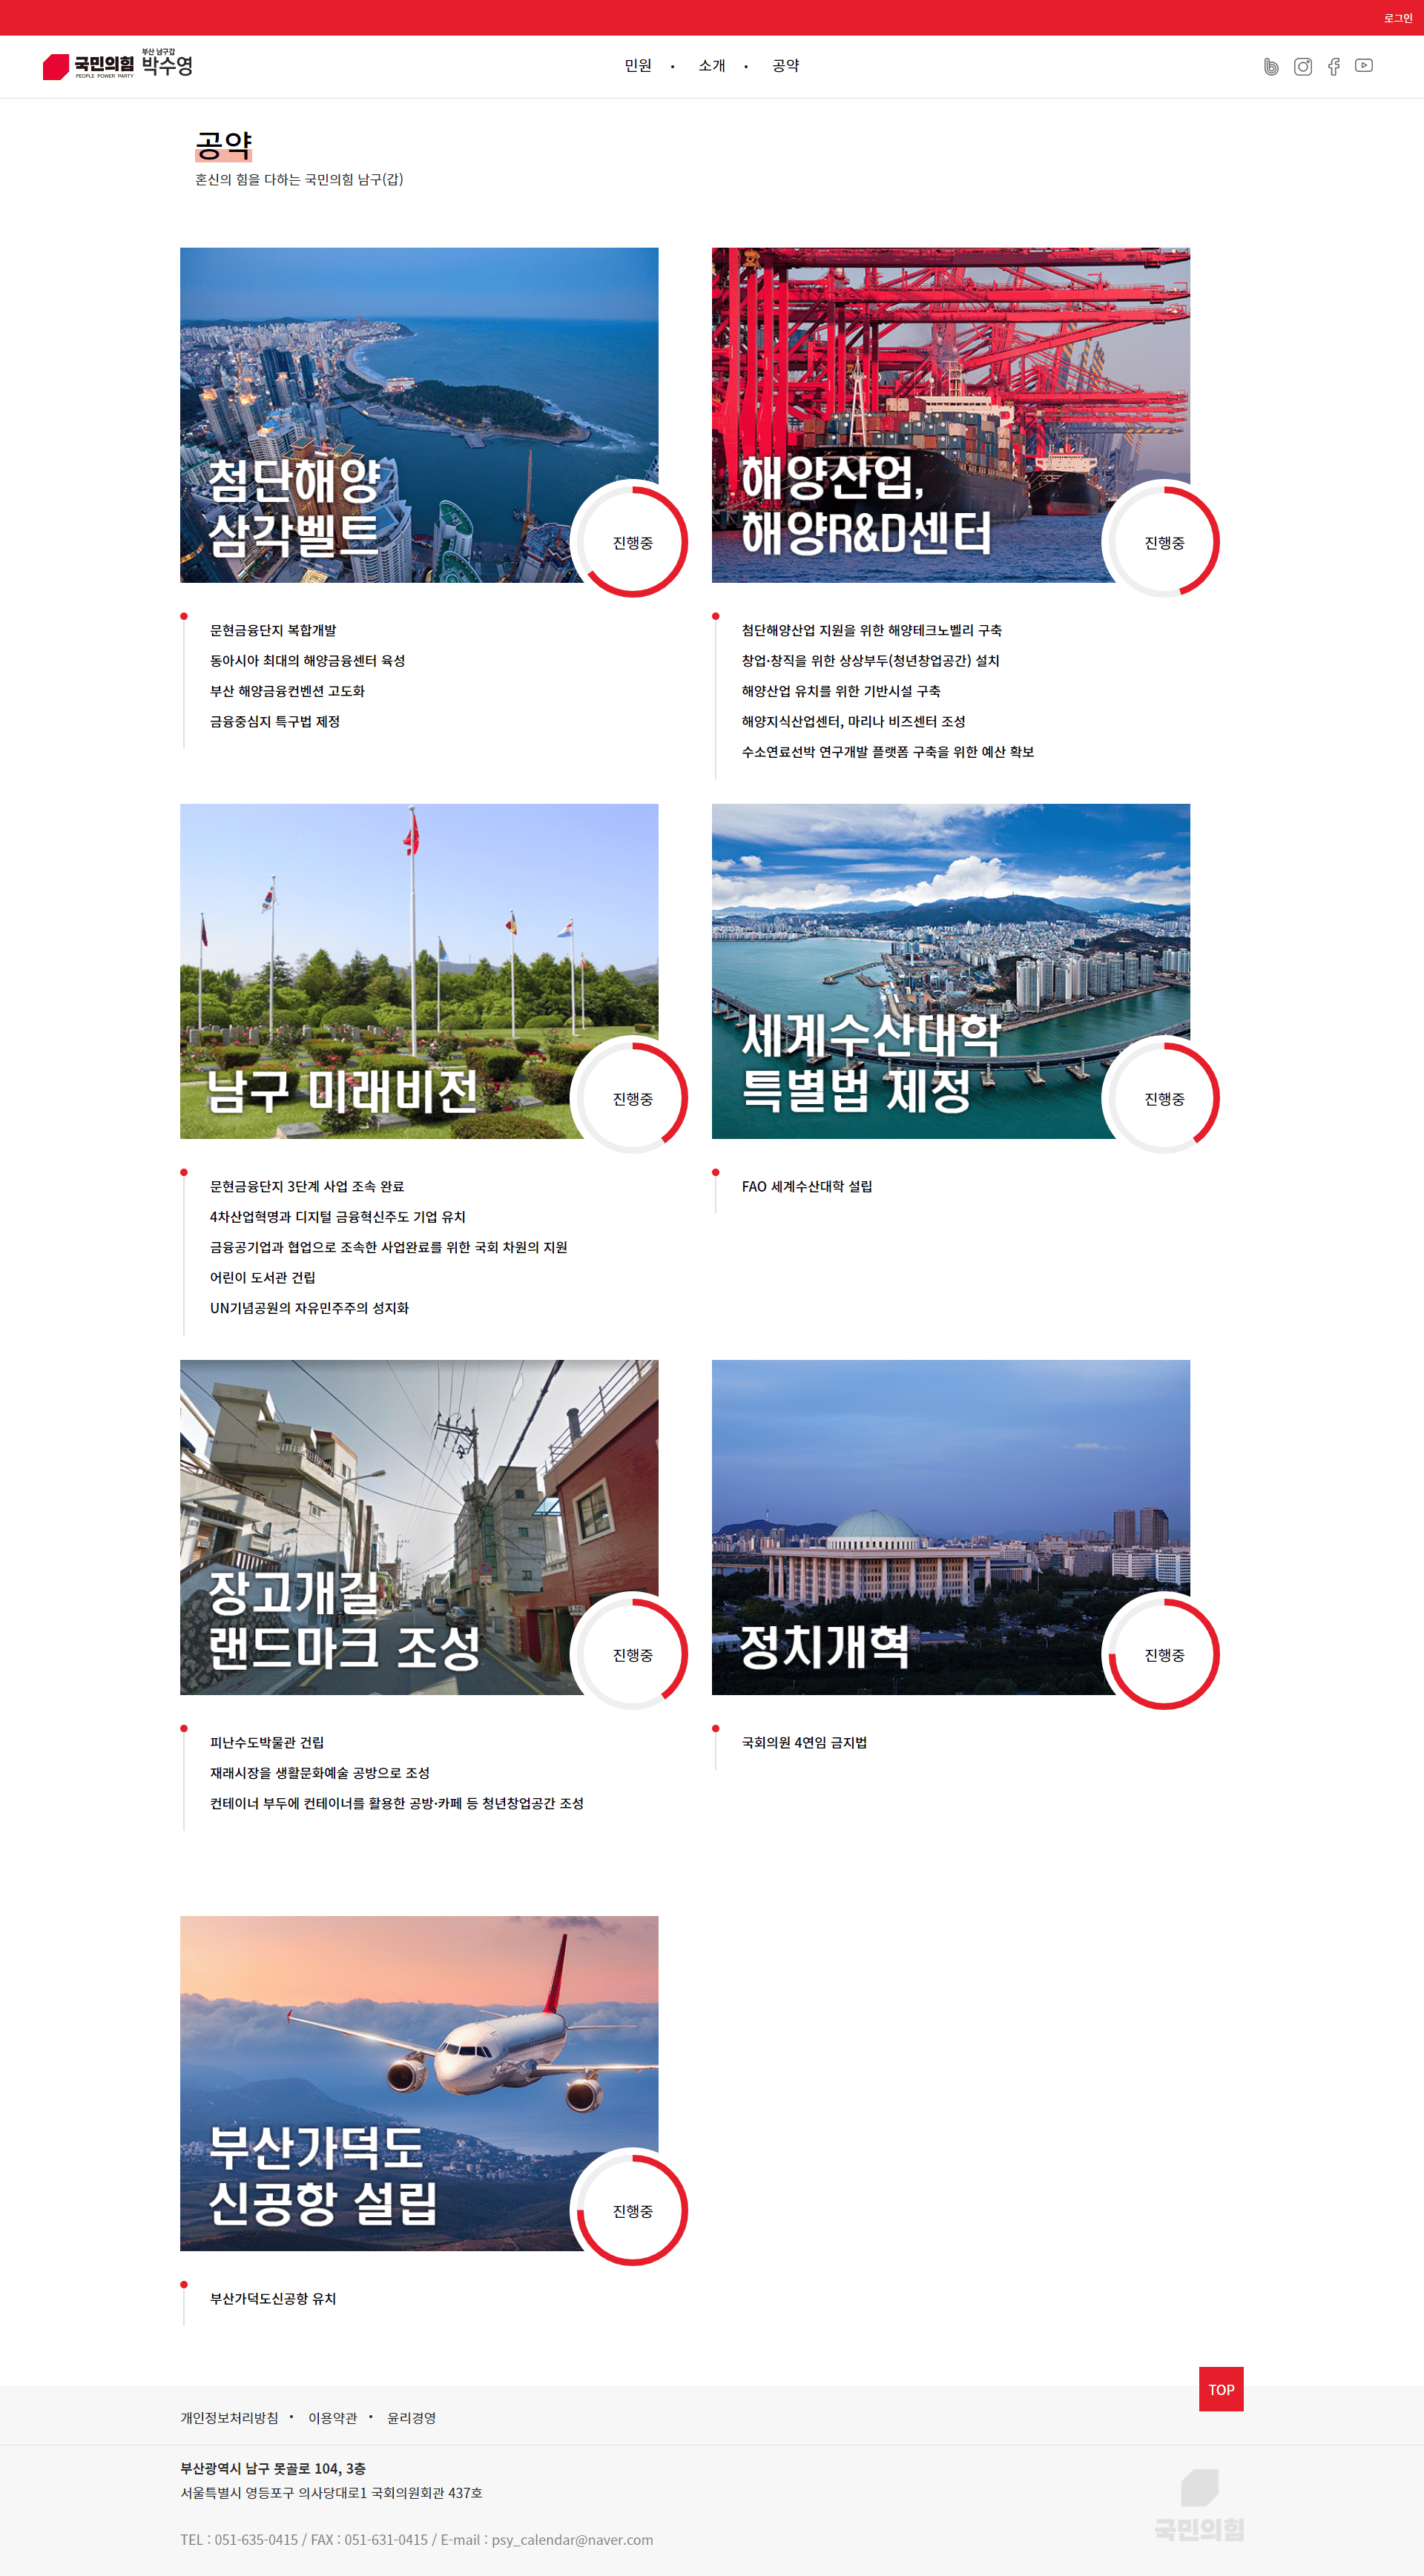 로그인
국민의힘
PEOPLE POWER PARTY
부산 남구갑
박수영
민원 • 소개 • 공약
공약
혼신의 힘을 다하는 국민의힘 남구(갑)
첨단해양
삼각벨트
진행중
문현금융단지 복합개발
동아시아 최대의 해양금융센터 육성
부산 해양금융컨벤션 고도화
금융중심지 특구법 제정
해양산업,
해양R&D센터
진행중
첨단해양산업 지원을 위한 해양테크노벨리 구축
창업·창직을 위한 상상부두(청년창업공간) 설치
해양산업 유치를 위한 기반시설 구축
해양지식산업센터, 마리나 비즈센터 조성
수소연료선박 연구개발 플랫폼 구축을 위한 예산 확보
남구 미래비전
진행중
문현금융단지 3단계 사업 조속 완료
4차산업혁명과 디지털 금융혁신주도 기업 유치
금융공기업과 협업으로 조속한 사업완료를 위한 국회 차원의 지원
어린이 도서관 건립
UN기념공원의 자유민주주의 성지화
세계수산대학
특별법 제정
진행중
FAO 세계수산대학 설립
장고개길
랜드마크 조성
진행중
피난수도박물관 건립
재래시장을 생활문화예술 공방으로 조성
컨테이너 부두에 컨테이너를 활용한 공방·카페 등 청년창업공간 조성
정치개혁
진행중
국회의원 4연임 금지법
부산가덕도
신공항 설립
진행중
부산가덕도신공항 유치
TOP
개인정보처리방침 • 이용약관 • 윤리경영
부산광역시 남구 못골로 104, 3층
서울특별시 영등포구 의사당대로1 국회의원회관 437호
TEL : 051-635-0415 / FAX : 051-631-0415 / E-mail : psy_calendar@naver.com
국민의힘